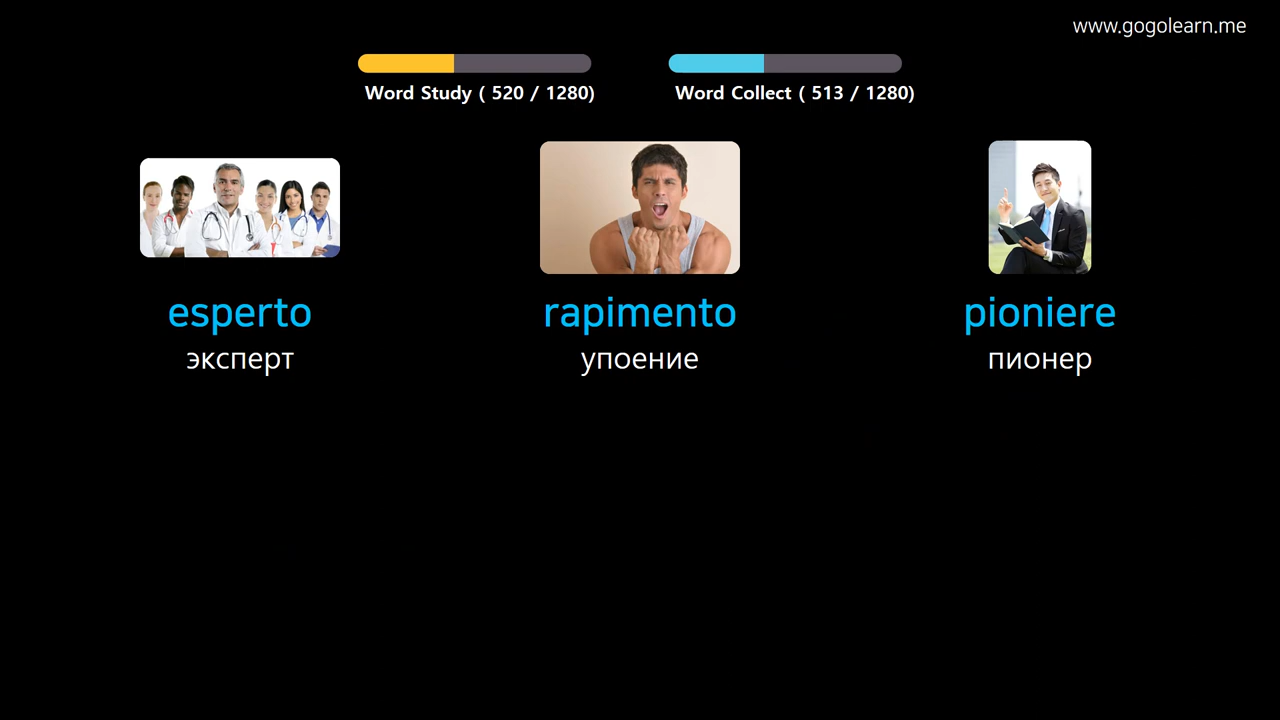 www.gogolearn.me
Word Study ( 520 / 1280)
Word Collect ( 513 / 1280)
esperto
rapimento
pioniere
эксперт
упоение
пионер